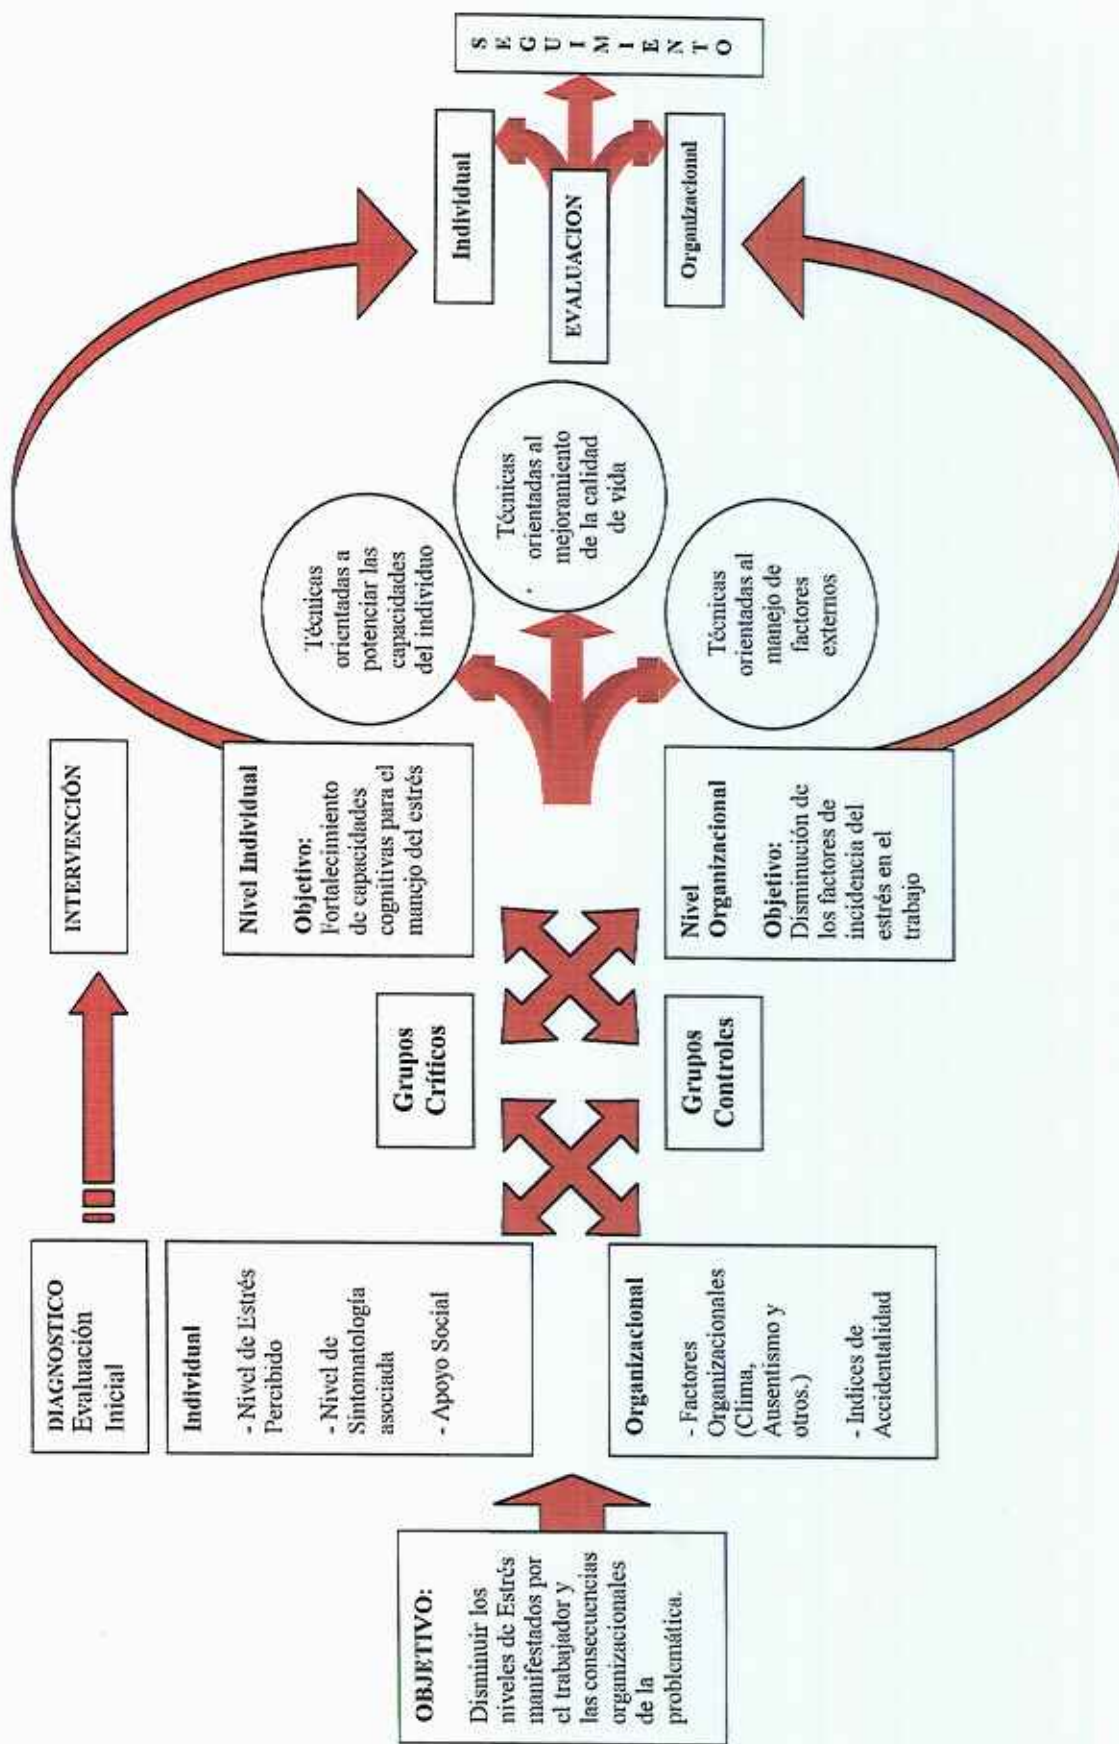 OBJETIVO:
Disminuir los
niveles de Estrés
manifestados por
el trabajador y
las consecuencias
organizacionales
de la
problemática.
DIAGNOSTICO
Evaluación
Inicial
Individual
- Nivel de Estrés
Percibido
- Nivel de
Sintomatología
asociada
- Apoyo Social
Organizacional
- Factores
Organizacionales
(Clima,
Ausentismo y
otros.)
- Indices de
Accidentalidad
Grupos
Críticos
Grupos
Controles
INTERVENCIÓN
Nivel Individual
Objetivo:
Fortalecimiento
de capacidades
cognitivas para el
manejo del estrés
Nivel
Organizacional
Objetivo:
Disminución de
los factores de
incidencia del
estrés en el
trabajo
Técnicas
orientadas a
potenciar las
capacidades
del individuo
Técnicas
orientadas al
mejoramiento
de la calidad
de vida
Técnicas
orientadas al
manejo de
factores
externos
Individual
EVALUACION
Organizacional
S
E
G
U
I
M
I
E
N
T
O